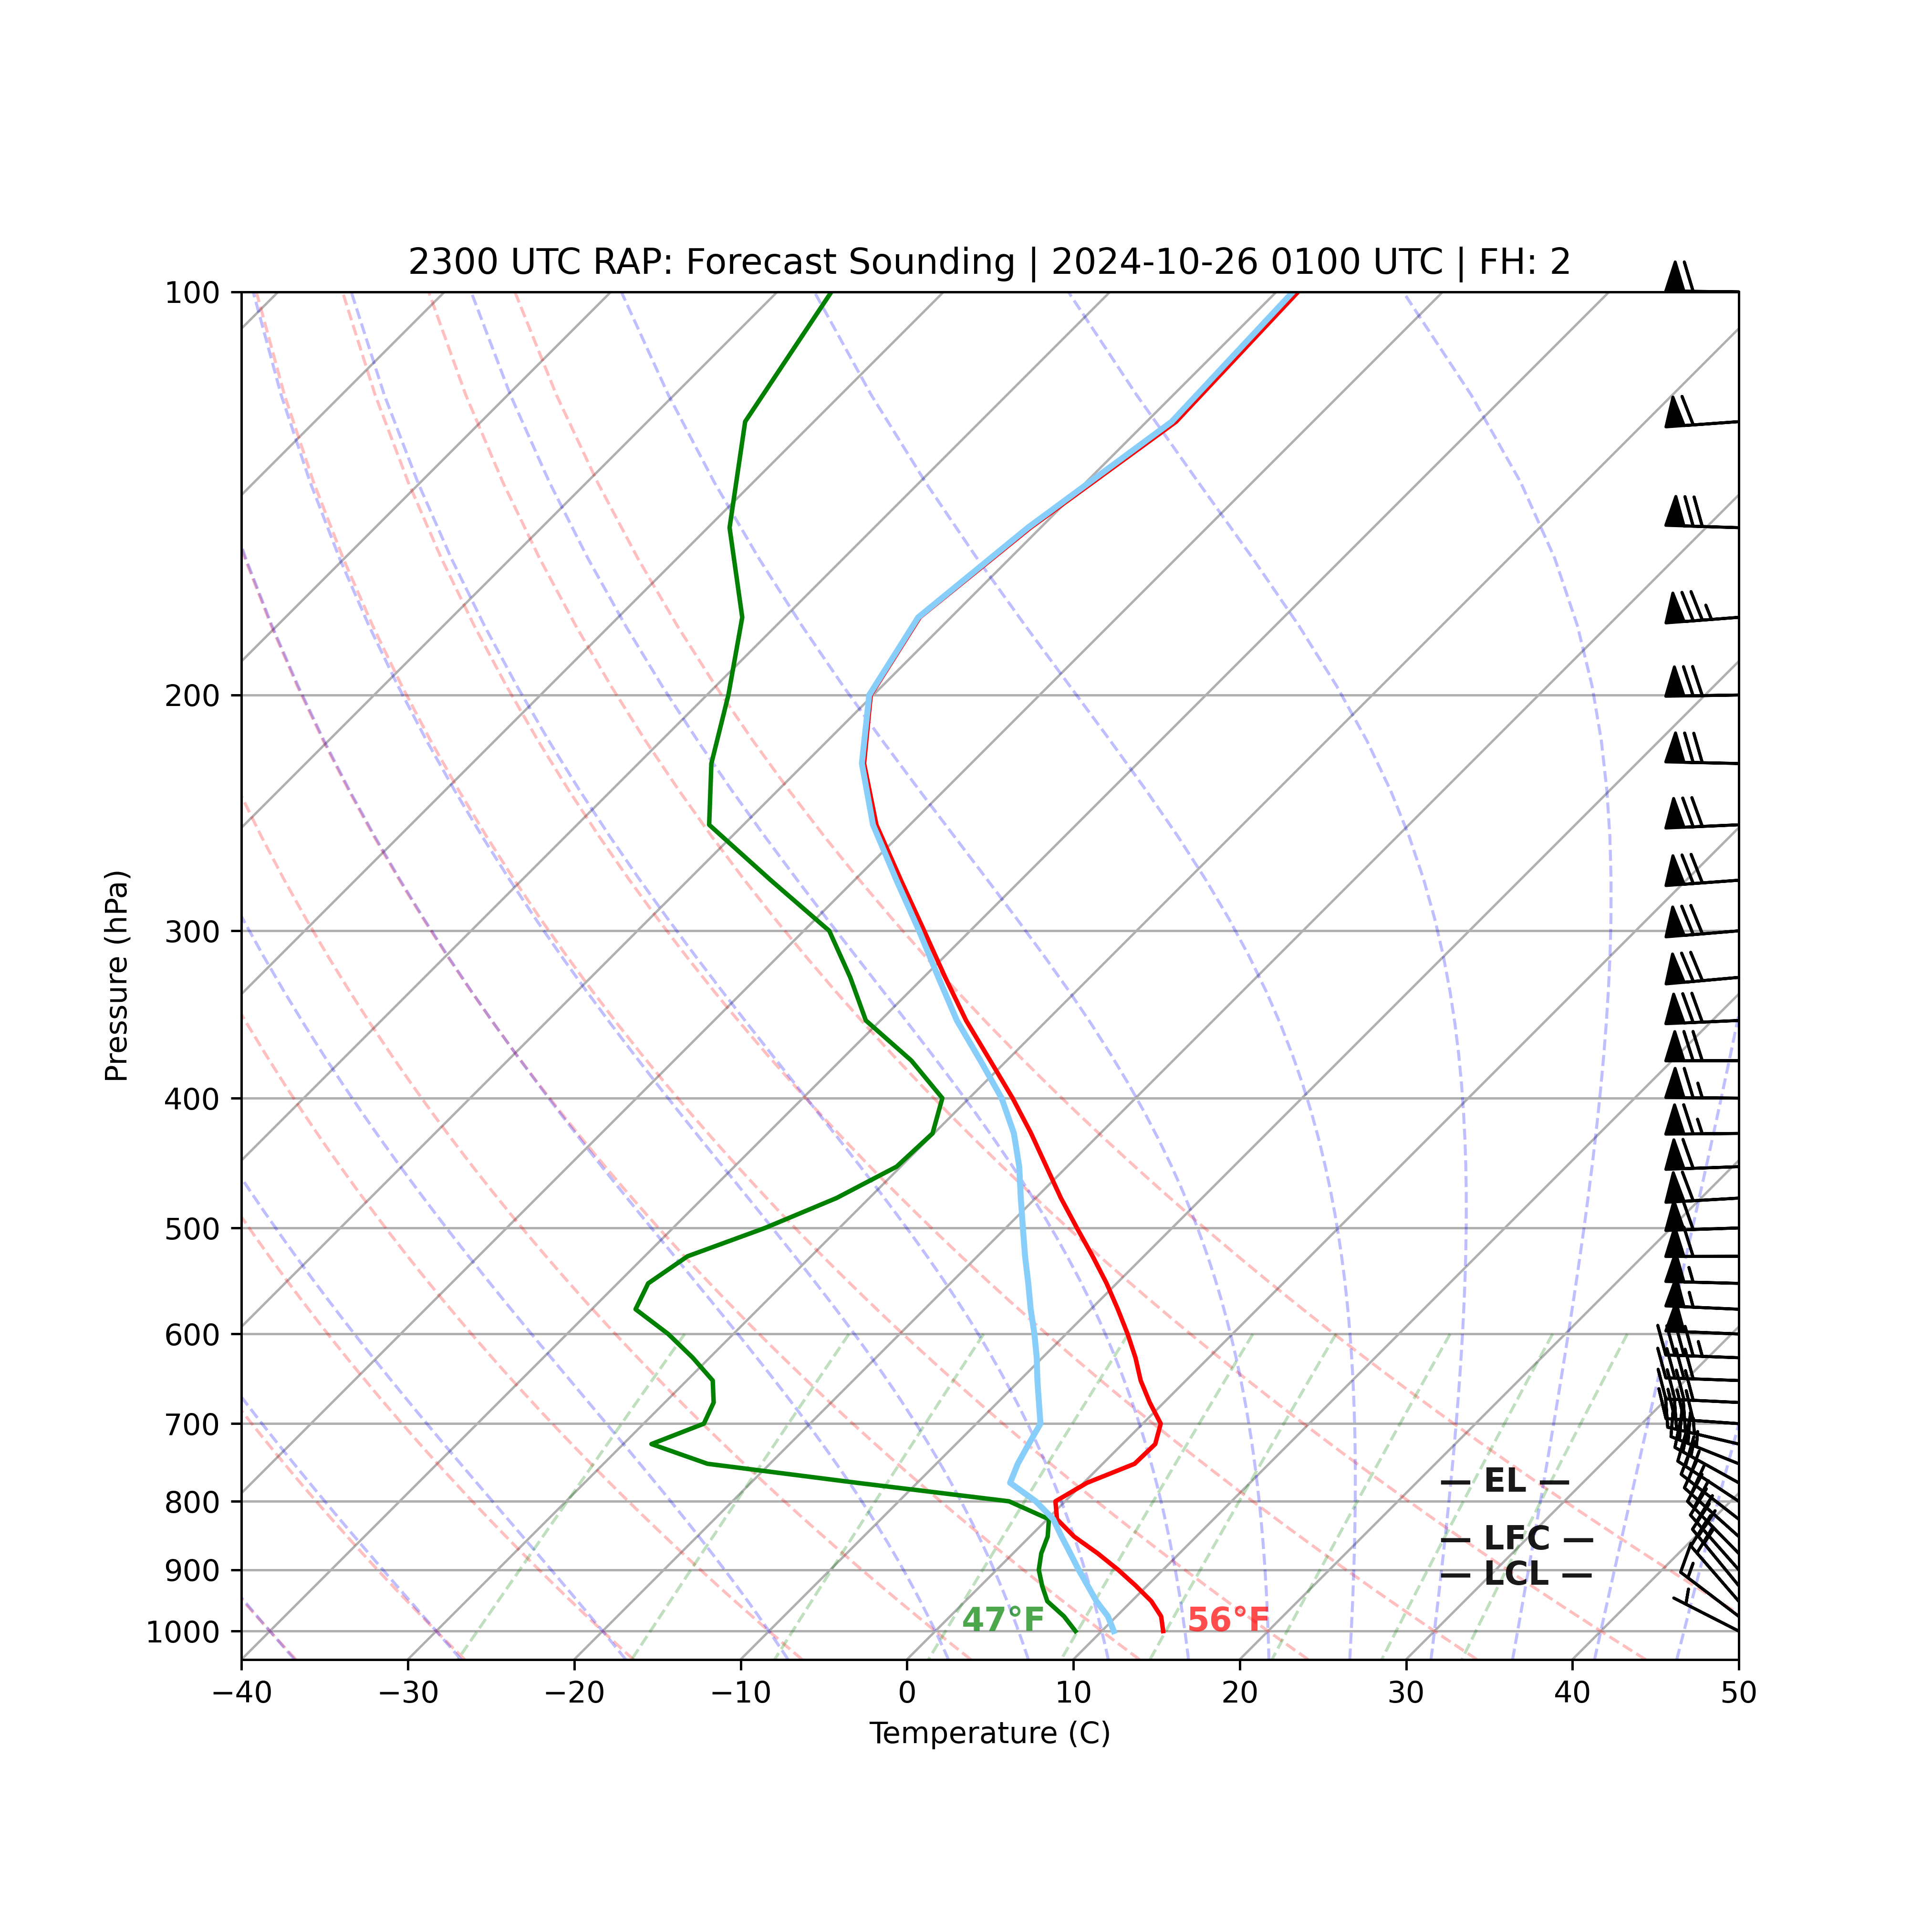 2300 UTC RAP: Forecast Sounding | 2024-10-26 0100 UTC | FH: 2
100
200
300
400
500
600
700
800
900
1000
Pressure (hPa)
— EL —
— LFC —
— LCL —
47°F
56°F
−40 −30 −20 −10 0 10 20 30 40 50
Temperature (C)